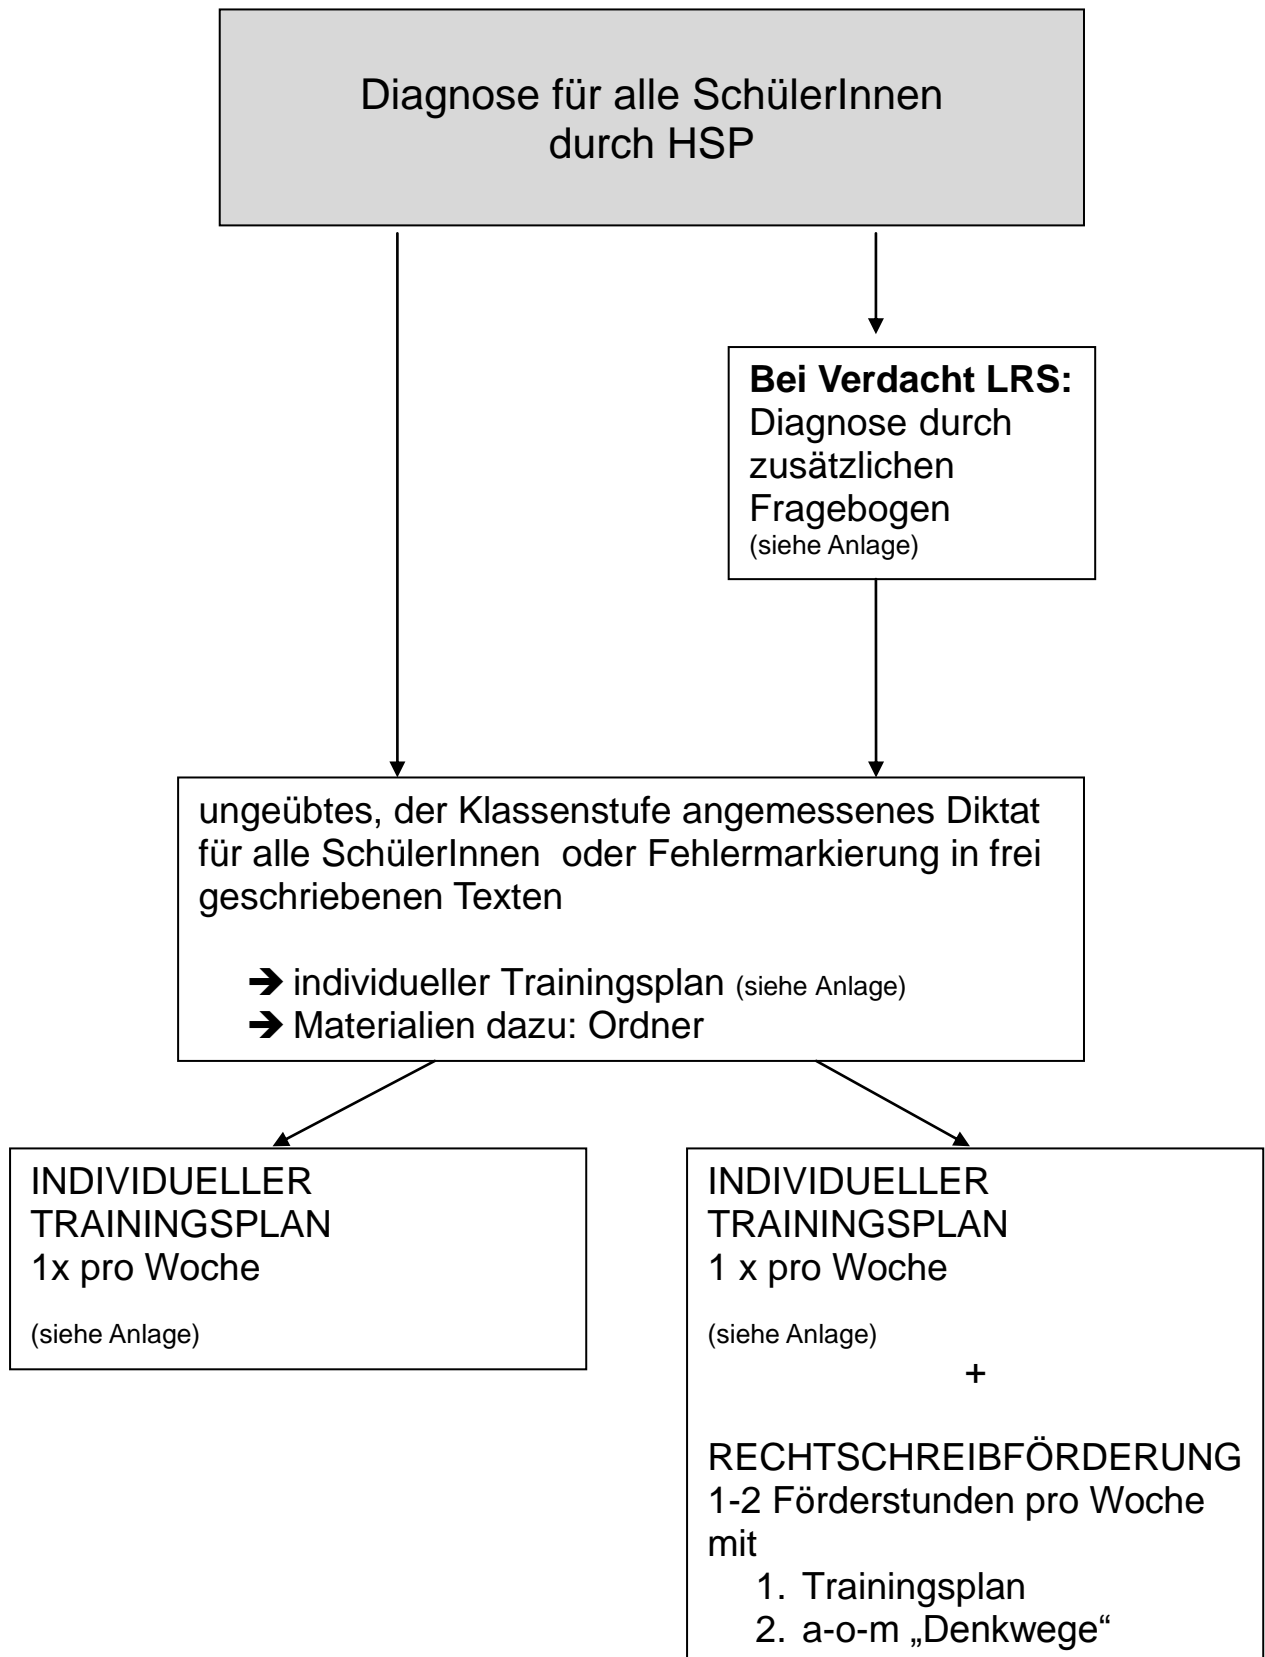 Diagnose für alle SchülerInnen
durch HSP
Bei Verdacht LRS:
Diagnose durch
zusätzlichen
Fragebogen
(siehe Anlage)
ungeübtes, der Klassenstufe angemessenes Diktat
für alle SchülerInnen  oder Fehlermarkierung in frei
geschriebenen Texten
➔ individueller Trainingsplan (siehe Anlage)
➔ Materialien dazu: Ordner
INDIVIDUELLER
TRAININGSPLAN
1x pro Woche
(siehe Anlage)
INDIVIDUELLER
TRAININGSPLAN
1 x pro Woche
(siehe Anlage)
+
RECHTSCHREIBFÖRDERUNG
1-2 Förderstunden pro Woche
mit
1. Trainingsplan
2. a-o-m „Denkwege“